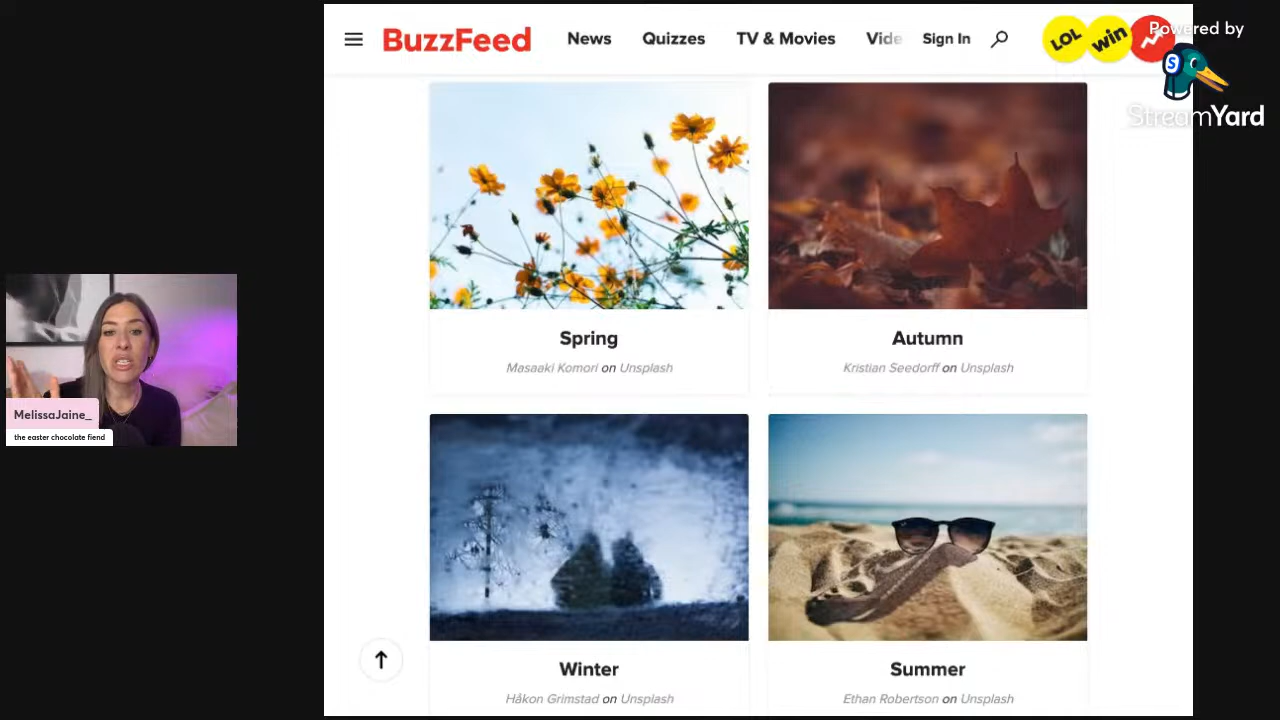 BuzzFeed
News
Quizzes
TV & Movies
Vide
Sign In
LOL
win
Powered by
S
StreamYard
Spring
Masaaki Komori on Unsplash
Autumn
Kristian Seedorff on Unsplash
MelissaJaine_
the easter chocolate fiend
Winter
Håkon Grimstad on Unsplash
Summer
Ethan Robertson on Unsplash